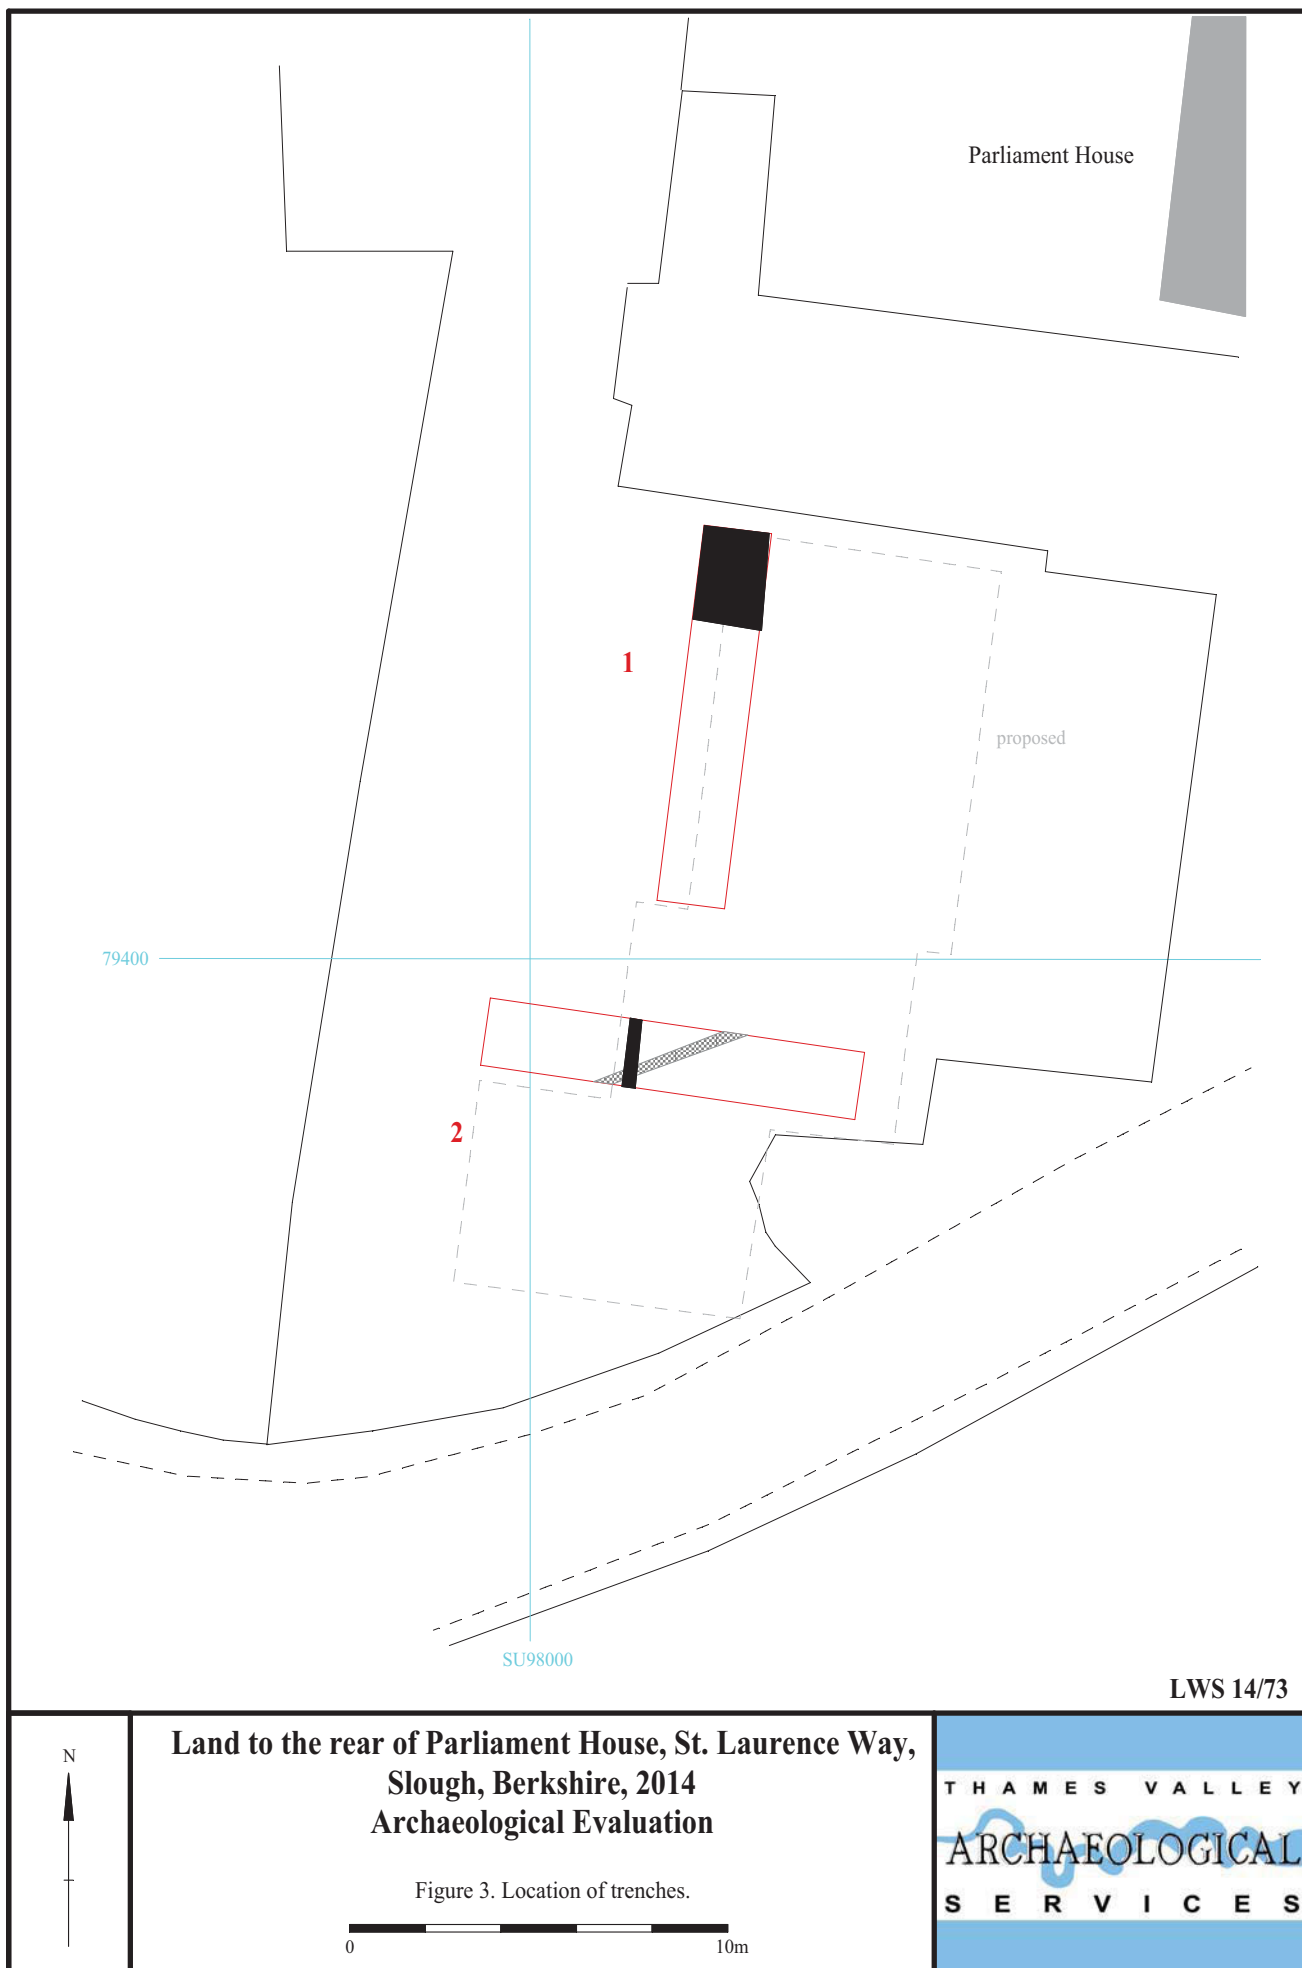 Parliament House
1
proposed
79400
2
SU98000
LWS 14/73
N
Land to the rear of Parliament House, St. Laurence Way,
Slough, Berkshire, 2014
Archaeological Evaluation
Figure 3. Location of trenches.
0 10m
THAMES VALLEY
ARCHAEOLOGICAL
SERVICES